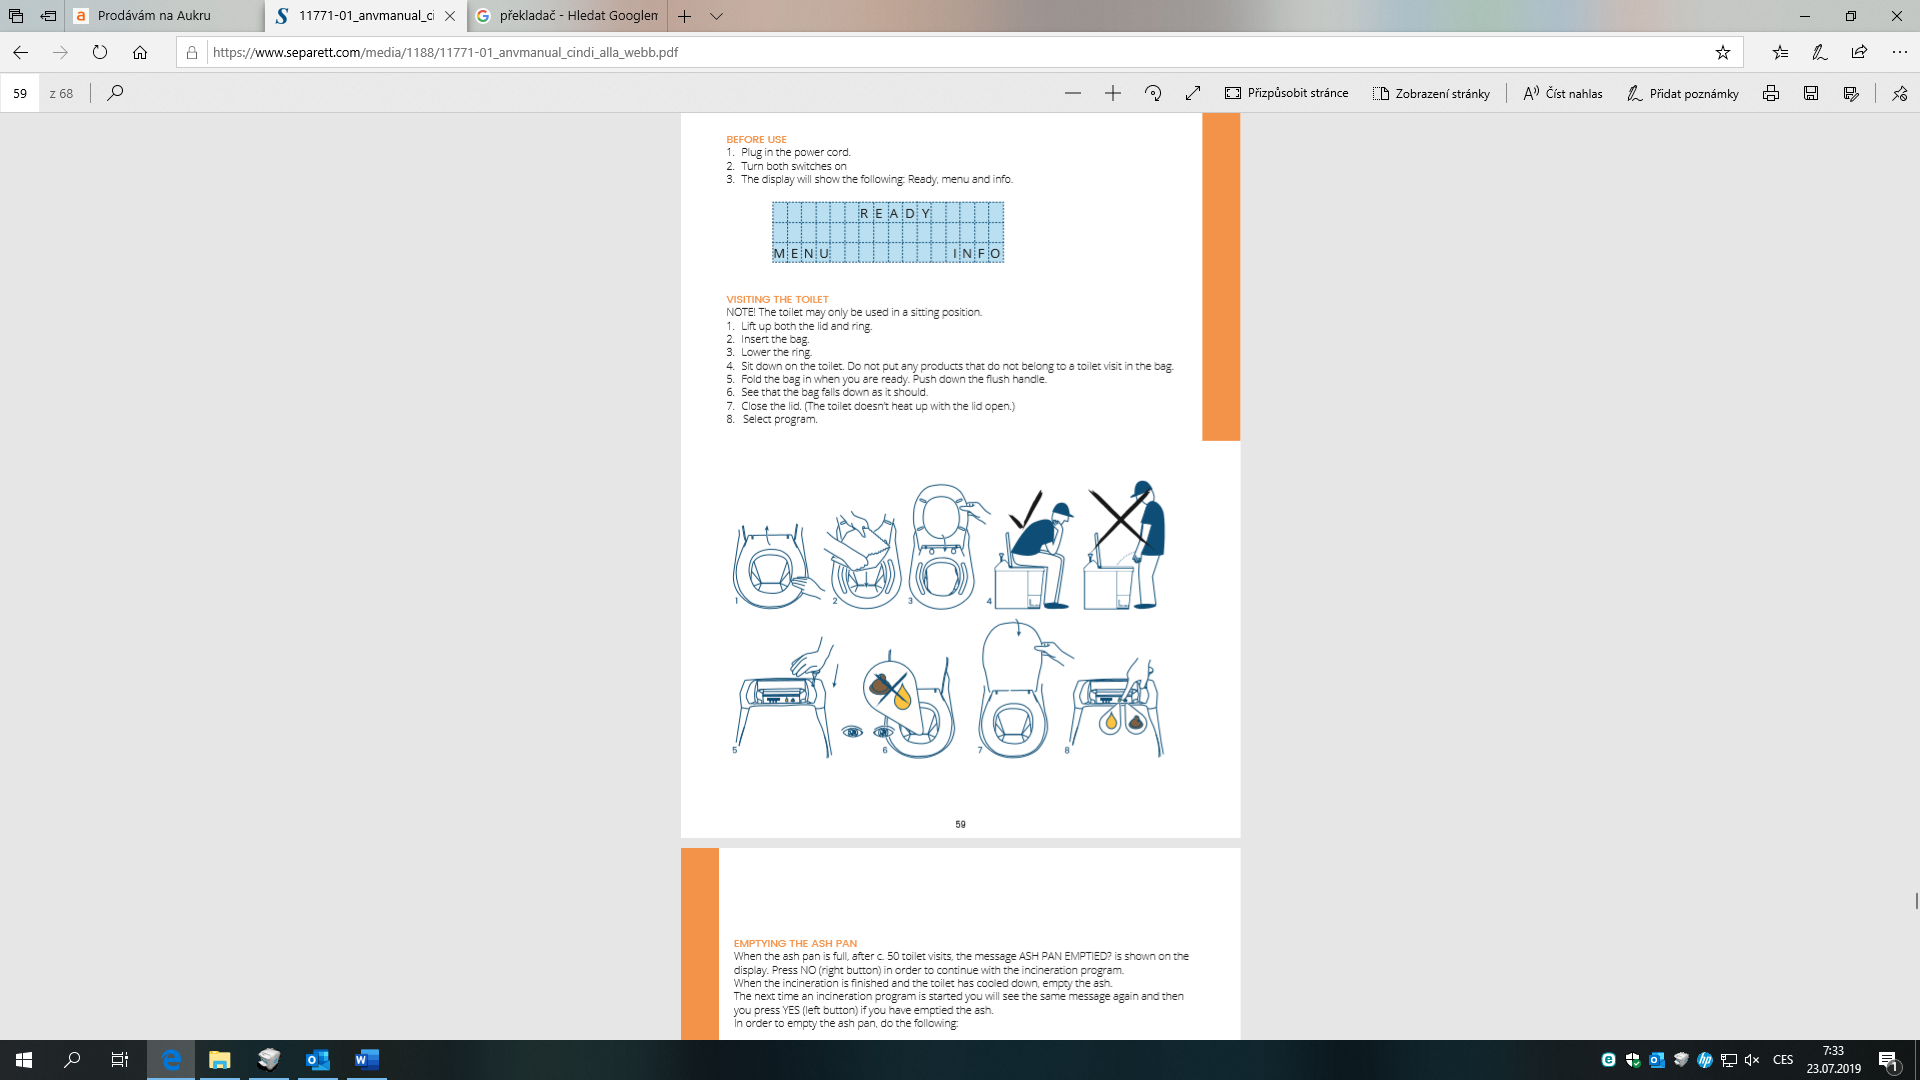 Prodávám na Aukru
11771-01_anvmanual_ci
překladač - Hledat Googlem
https://www.separett.com/media/1188/11771-01_anvmanual_cindi_alla_webb.pdf
59 z 68
Přizpůsobit stránce
Zobrazení stránky
Číst nahlas
Přidat poznámky
BEFORE USE
1. Plug in the power cord.
2. Turn both switches on
3. The display will show the following: Ready, menu and info.
READY
MENU INFO
VISITING THE TOILET
NOTE! The toilet may only be used in a sitting position.
1. Lift up both the lid and ring.
2. Insert the bag.
3. Lower the ring.
4. Sit down on the toilet. Do not put any products that do not belong to a toilet visit in the bag.
5. Fold the bag in when you are ready. Push down the flush handle.
6. See that the bag falls down as it should.
7. Close the lid. (The toilet doesn't heat up with the lid open.)
8. Select program.
1 2 3 4
5 6 7 8
59
EMPTYING THE ASH PAN
When the ash pan is full, after c. 50 toilet visits, the message ASH PAN EMPTIED? is shown on the
display. Press NO (right button) in order to continue with the incineration program.
When the incineration is finished and the toilet has cooled down, empty the ash.
The next time an incineration program is started you will see the same message again and then
you press YES (left button) if you have emptied the ash.
In order to empty the ash pan, do the following:
CES
7:33
23.07.2019
1